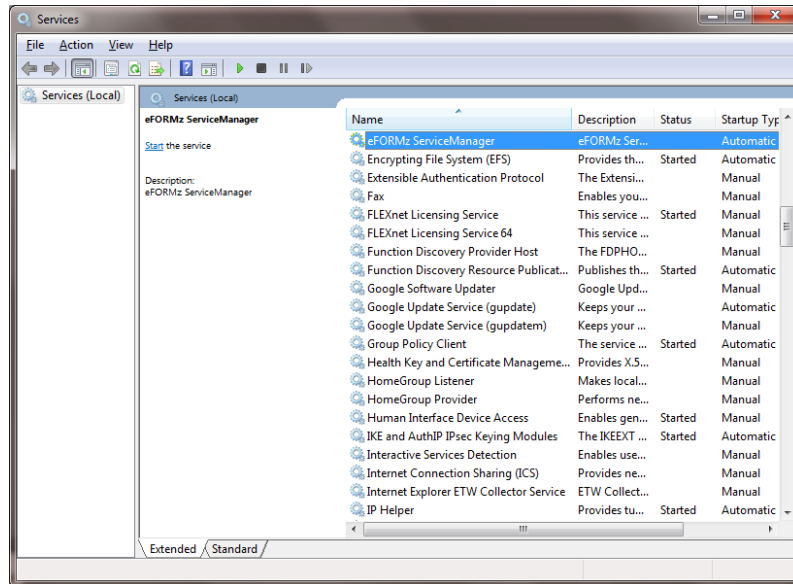 Services
File Action View Help
Services (Local)
Services (Local)
eFORMz ServiceManager
Start the service
Description:
eFORMz ServiceManager
Name Description Status Startup Typ
eFORMz ServiceManager eFORMz Ser... Automatic
Encrypting File System (EFS) Provides th... Started Automatic
Extensible Authentication Protocol The Extensi... Manual
Fax Enables you... Manual
FLEXnet Licensing Service This service ... Started Manual
FLEXnet Licensing Service 64 This service ... Manual
Function Discovery Provider Host The FDPHO... Manual
Function Discovery Resource Publicat... Publishes th... Started Automatic
Google Software Updater Google Upd... Manual
Google Update Service (gupdate) Keeps your ... Automatic
Google Update Service (gupdatem) Keeps your ... Manual
Group Policy Client The service ... Started Automatic
Health Key and Certificate Manageme... Provides X.5... Manual
HomeGroup Listener Makes local... Manual
HomeGroup Provider Performs ne... Manual
Human Interface Device Access Enables gen... Started Manual
IKE and AuthIP IPsec Keying Modules The IKEEXT ... Started Automatic
Interactive Services Detection Enables use... Manual
Internet Connection Sharing (ICS) Provides ne... Manual
Internet Explorer ETW Collector Service ETW Collect... Manual
IP Helper Provides tu... Started Automatic
Extended Standard